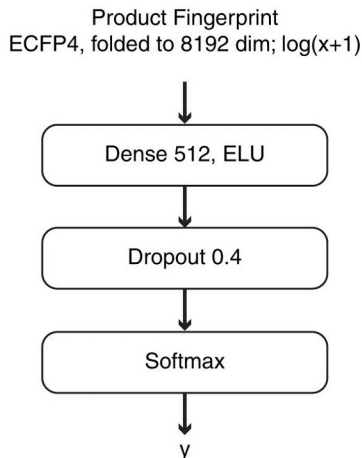 Product Fingerprint
ECFP4, folded to 8192 dim; log(x+1)
Dense 512, ELU
Dropout 0.4
Softmax
y